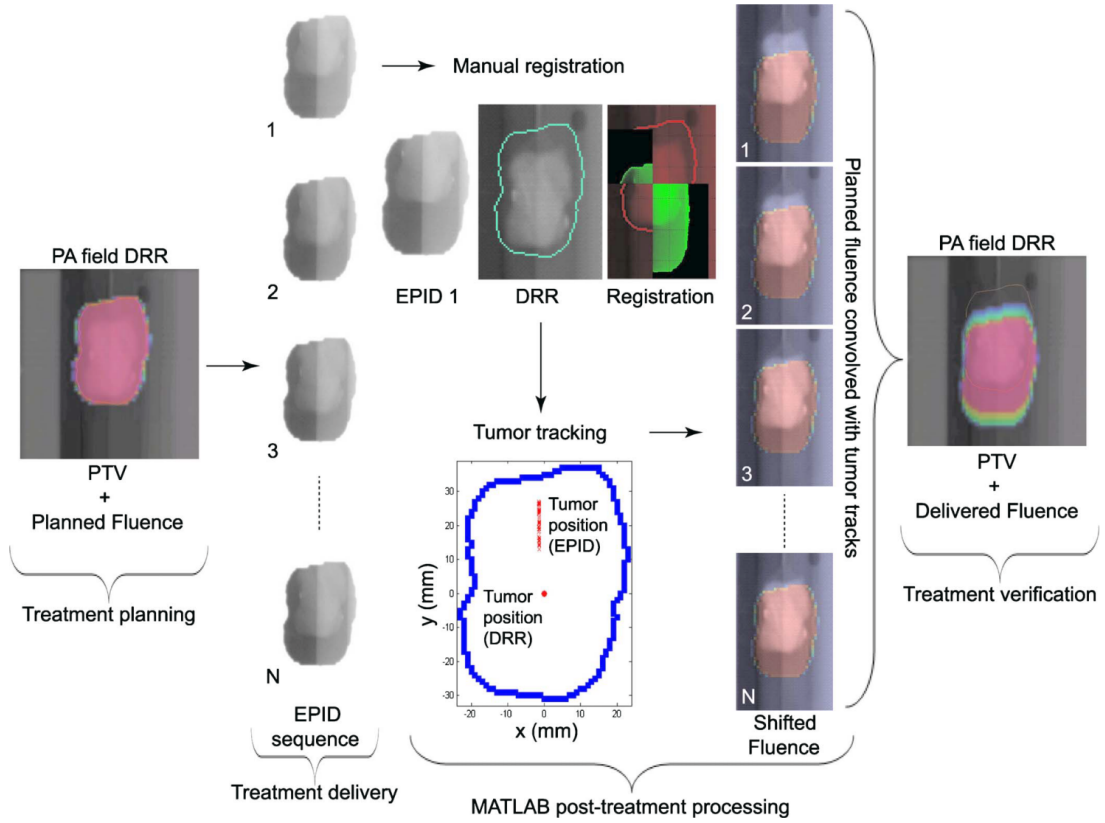 PA field DRR
PTV
+
Planned Fluence
Treatment planning
1
2
3
N
EPID
sequence
Treatment delivery
Manual registration
EPID 1
DRR
Registration
Tumor tracking
30
20
10
0
-10
-20
-30
y (mm)
Tumor
position
(EPID)
Tumor
position
(DRR)
-20
-10
0
10
20
x (mm)
MATLAB post-treatment processing
1
2
3
N
Shifted
Fluence
Planned fluence convolved with tumor tracks
PA field DRR
PTV
+
Delivered Fluence
Treatment verification